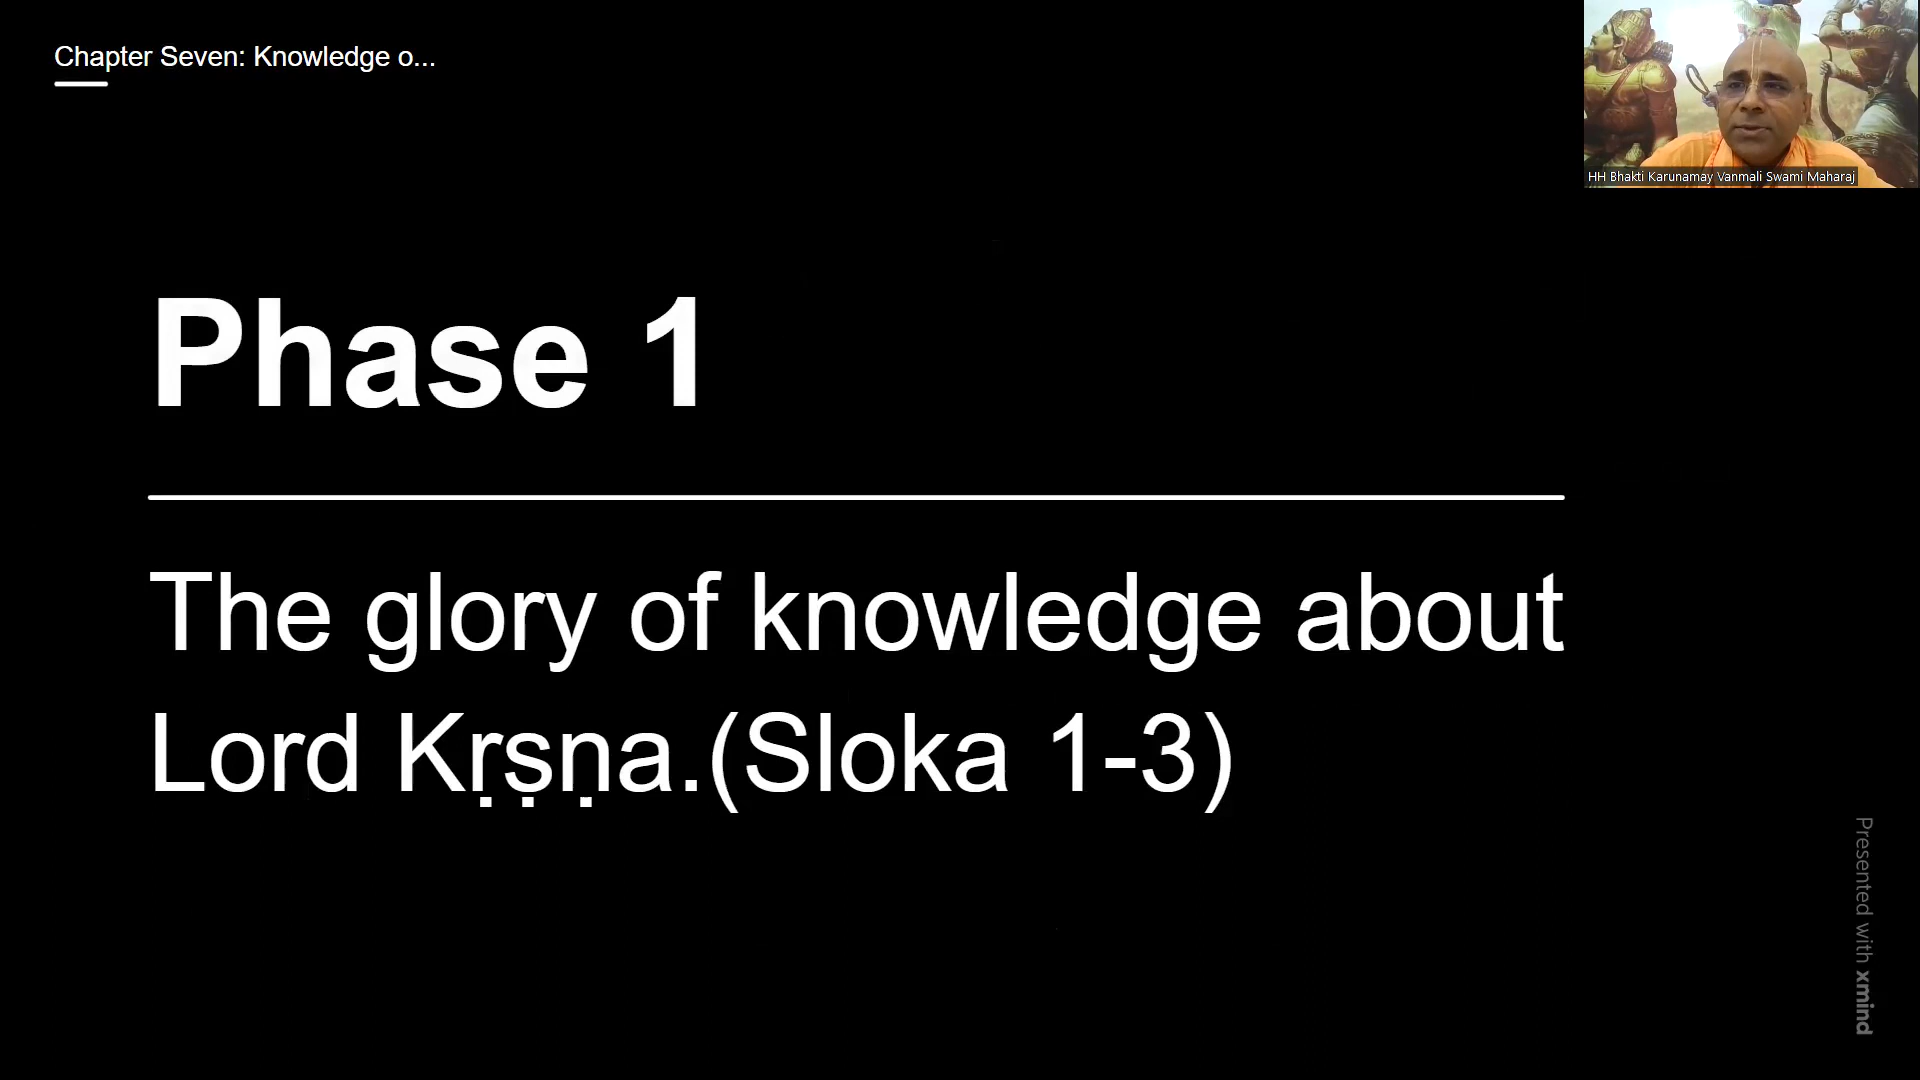 Chapter Seven: Knowledge o...
HH Bhakti Karunamay Vanmali Swami Maharaj
Phase 1
The glory of knowledge about
Lord Kṛṣṇa.(Sloka 1-3)
Presented with xmind